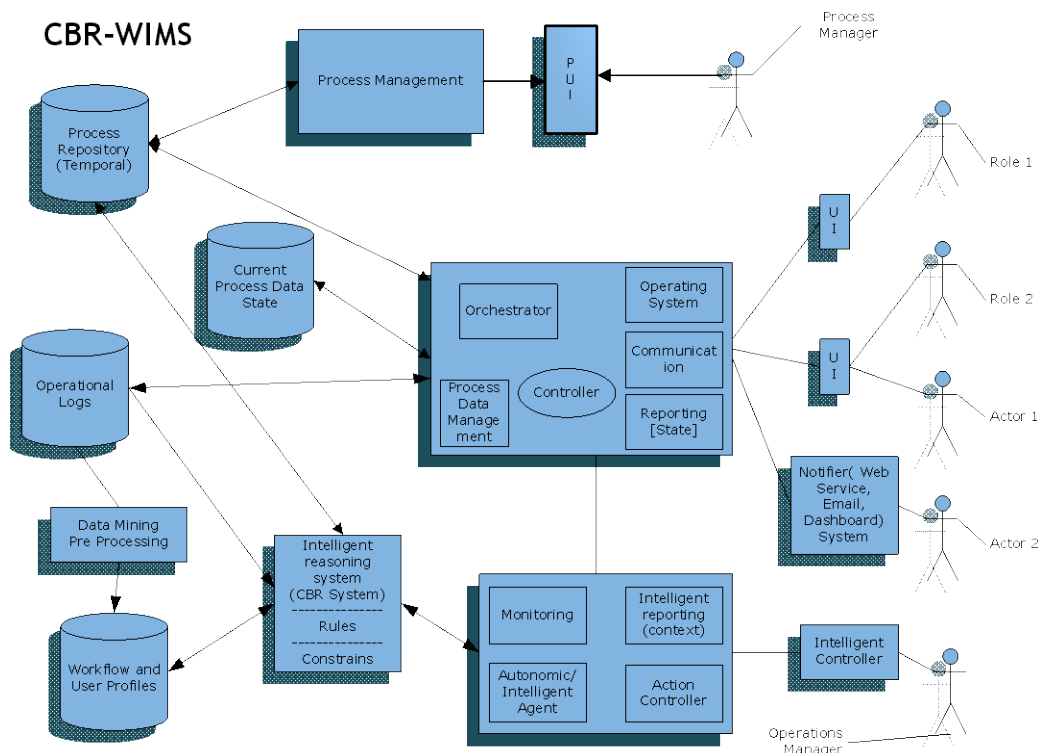 CBR-WIMS
Process
Manager
Process Management
P
U
I
Process
Repository
(Temporal)
Role 1
U
I
Current
Process Data
State
Operating
System
Orchestrator
Role 2
Communicat
ion
U
I
Operational
Logs
Process
Data
Manage
ment
Controller
Reporting
[State]
Actor 1
Notifier( Web
Service,
Email,
Dashboard)
System
Actor 2
Data Mining
Pre Processing
Intelligent
reasoning
system
(CBR System)
---------------
Rules
---------------
Constrains
Monitoring
Intelligent
reporting
(context)
Workflow and
User Profiles
Autonomic/
Intelligent
Agent
Action
Controller
Intelligent
Controller
Operations
Manager